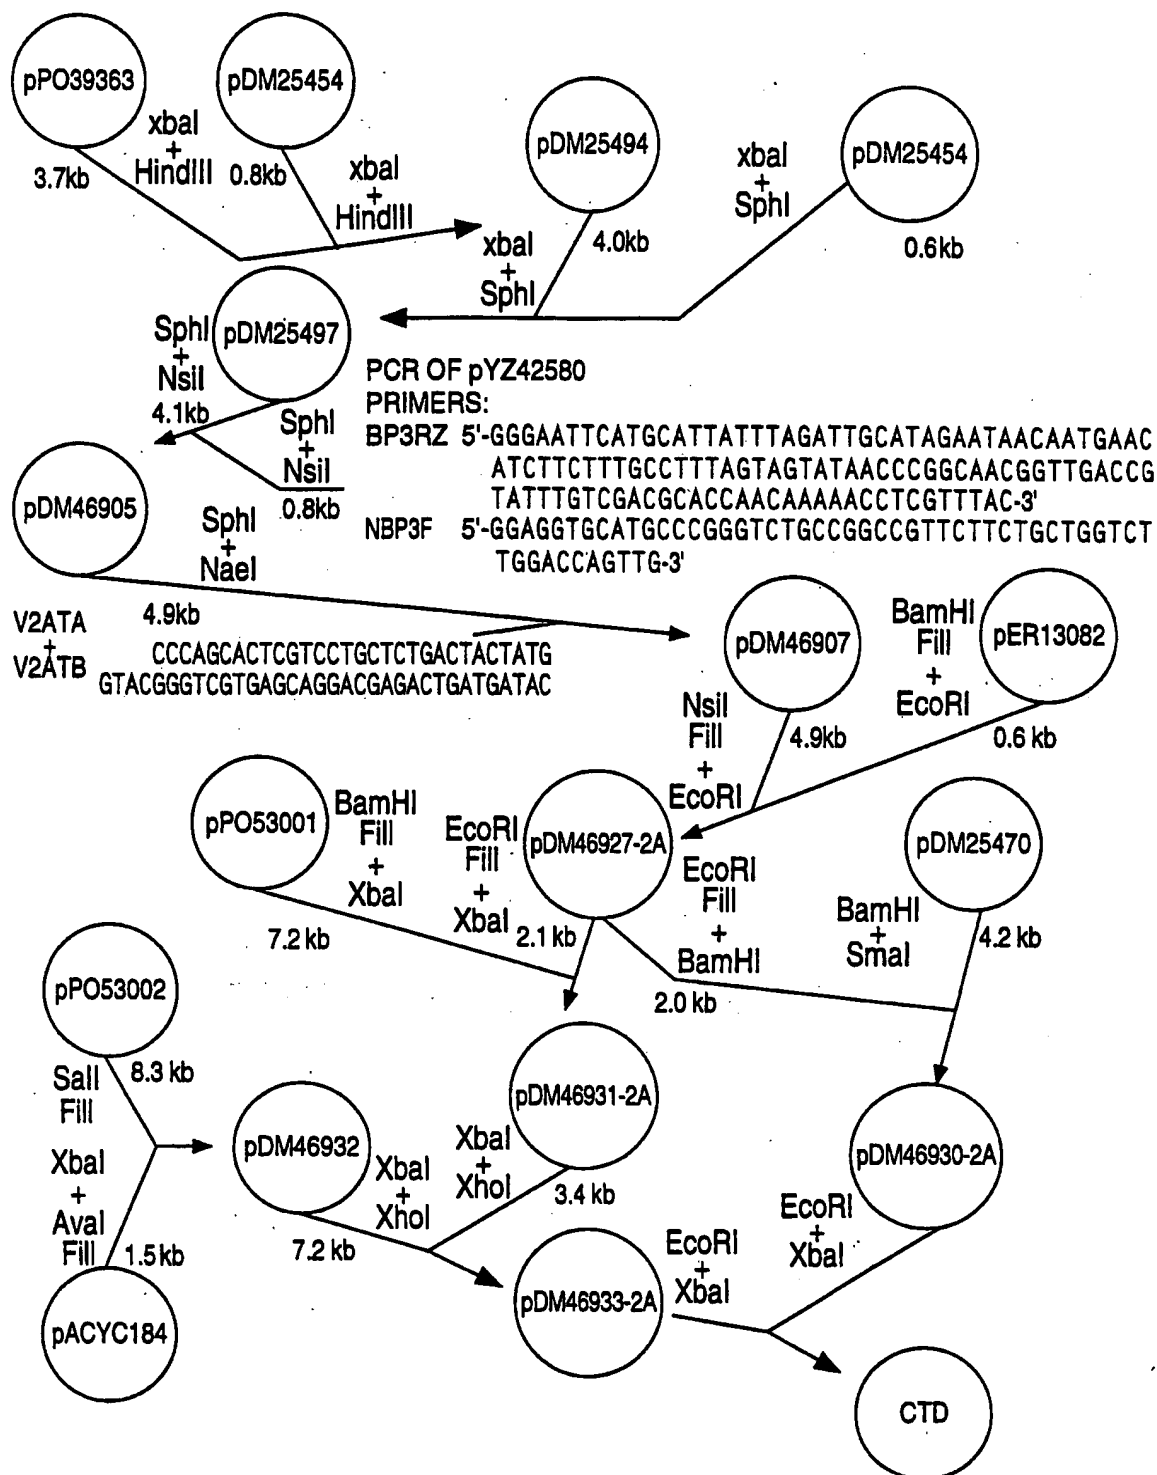 pPO39363
pDM25454
xbaI
+
HindIII
3.7kb
0.8kb
xbaI
+
HindIII
pDM25494
xbaI
+
SphI
pDM25454
4.0kb
0.6kb
xbaI
+
SphI
pDM25497
SphI
+
NsiI
4.1kb
PCR OF pYZ42580
PRIMERS:
BP3RZ 5'-GGGAATTCATGCATTATTTAGATTGCATAGAATAACAATGAAC
ATCTTCTTTGCCTTTAGTAGTATAACCCGGCAACGGTTGACCG
TATTTGTCGACGCACCAACAAAAACCTCGTTTAC-3'
NBP3F 5'-GGAGGTGCATGCCCGGGTCTGCCGGCCGTTCTTCTGCTGGTCT
TGGACCAGTTG-3'
SphI
+
NsiI
0.8kb
pDM46905
SphI
+
NaeI
4.9kb
V2ATA
+
V2ATB
CCCAGCACTCGTCCTGCTCTGACTACTATG
GTACGGGTCGTGAGCAGGACGAGACTGATGATAC
pDM46907
BamHI
Fill
+
EcoRI
pER13082
NsiI
Fill
+
EcoRI
4.9kb
0.6 kb
pPO53001
BamHI
Fill
+
XbaI
EcoRI
Fill
+
XbaI
pDM46927-2A
EcoRI
Fill
+
BamHI
pDM25470
BamHI
+
SmaI
7.2 kb
2.1 kb
2.0 kb
4.2 kb
pPO53002
8.3 kb
SalI
Fill
XbaI
+
AvaI
Fill
1.5 kb
pACYC184
pDM46932
XbaI
+
XhoI
7.2 kb
pDM46931-2A
XbaI
+
XhoI
3.4 kb
pDM46930-2A
EcoRI
+
XbaI
pDM46933-2A
EcoRI
+
XbaI
CTD